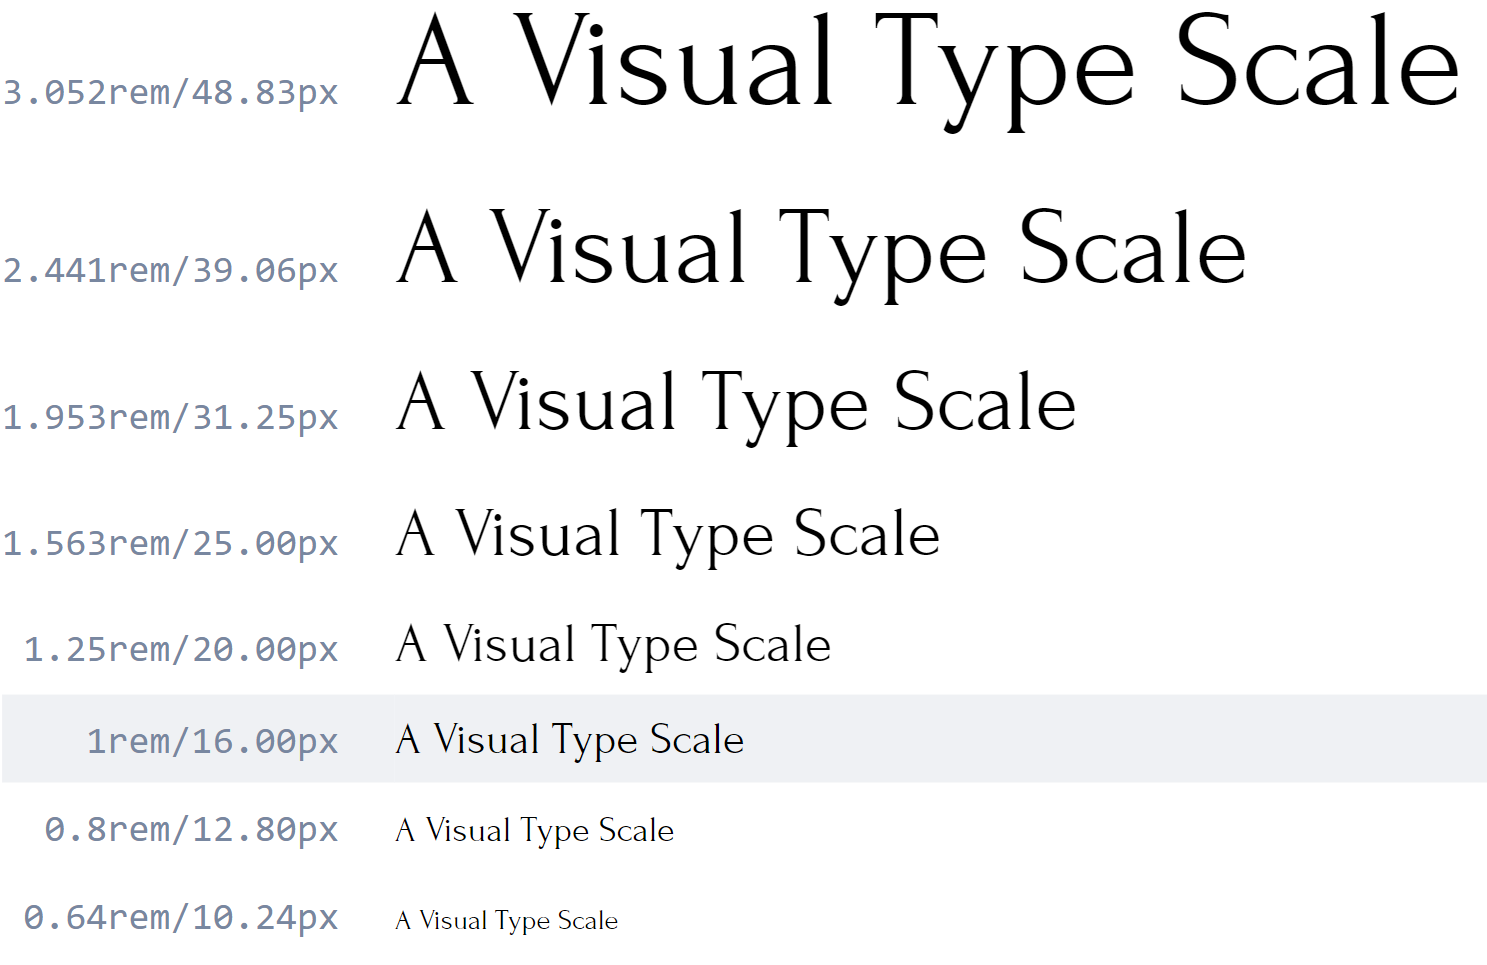 3.052rem/48.83px A Visual Type Scale
2.441rem/39.06px A Visual Type Scale
1.953rem/31.25px A Visual Type Scale
1.563rem/25.00px A Visual Type Scale
1.25rem/20.00px A Visual Type Scale
1rem/16.00px A Visual Type Scale
0.8rem/12.80px A Visual Type Scale
0.64rem/10.24px A Visual Type Scale